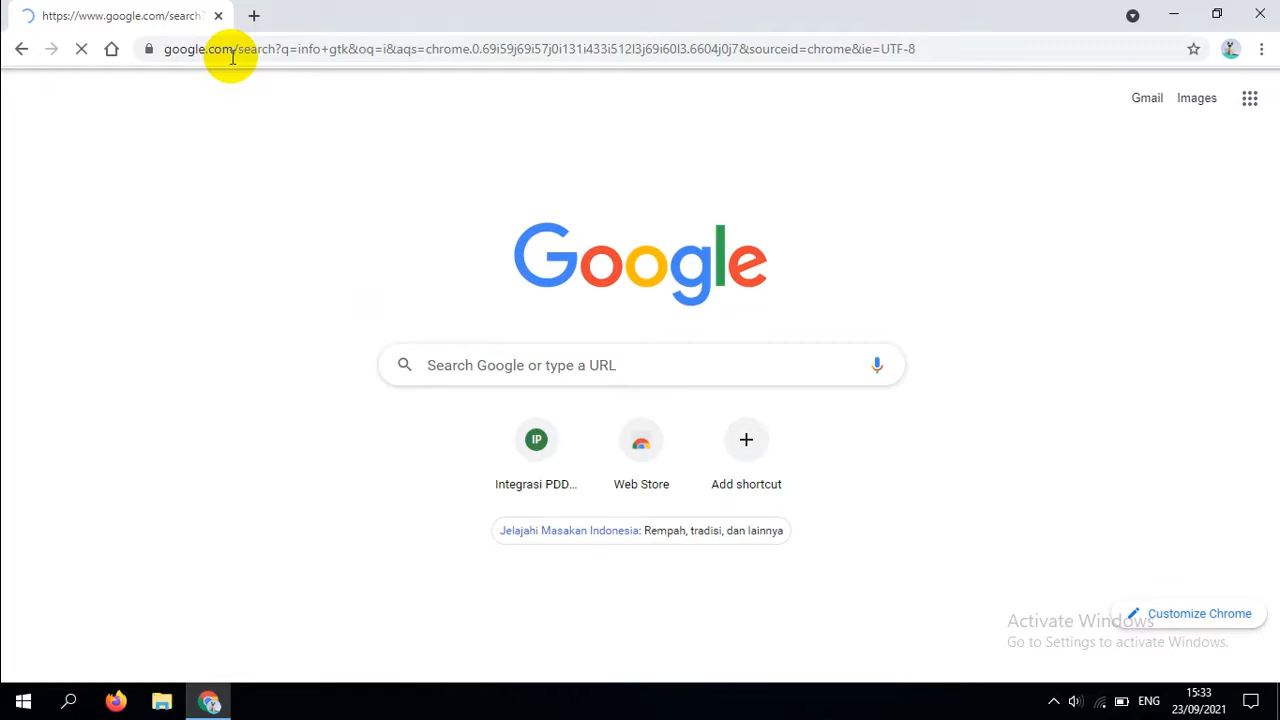 https://www.google.com/search?
google.com/search?q=info+gtk&oq=i&aqs=chrome.0.69i59j69i57j0i131i433i512l3j69i60l3.6604j0j7&sourceid=chrome&ie=UTF-8
Gmail Images
Google
Search Google or type a URL
IP
Integrasi PDD... Web Store Add shortcut
Jelajahi Masakan Indonesia: Rempah, tradisi, dan lainnya
Customize Chrome
Activate Windows
Go to Settings to activate Windows.
ENG
15:33
23/09/2021